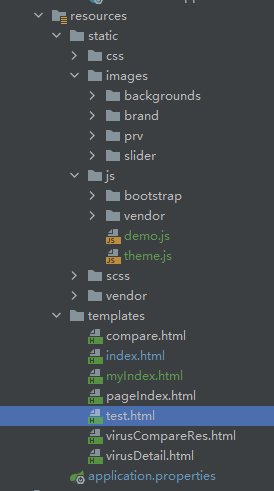 resources
static
css
images
backgrounds
brand
prv
slider
js
bootstrap
vendor
demo.js
theme.js
scss
vendor
templates
compare.html
index.html
myIndex.html
pageIndex.html
test.html
virusCompareRes.html
virusDetail.html
application.properties